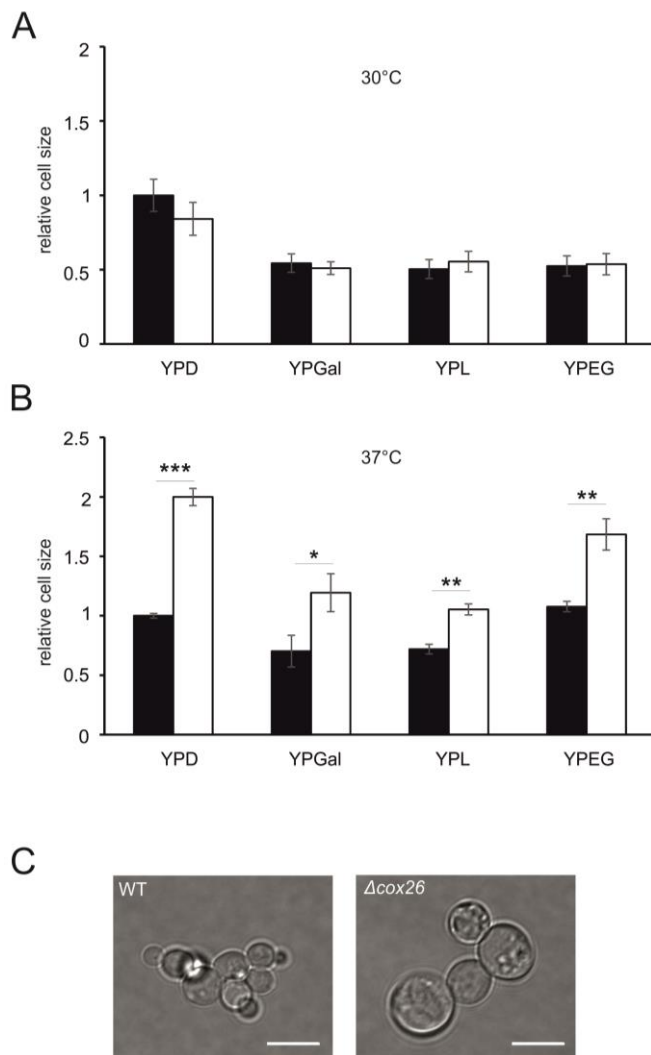 A
2
30°C
1.5
relative cell size
1
0.5
0
YPD YPGal YPL YPEG
B
2.5
37°C
***
2
**
1.5
relative cell size
*
**
1
0.5
0
YPD YPGal YPL YPEG
C
WT Δcox26